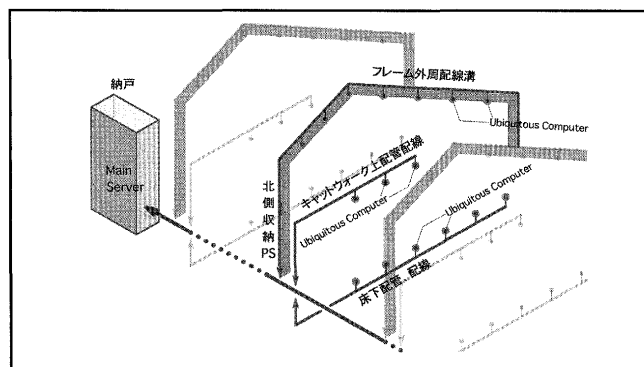 納戸
Main
Server
フレーム外周配線溝
Ubiquitous Computer
北側収納PS
キャットウォーク上配管配線
Ubiquitous Computer
Ubiquitous Computer
床下配管、配線